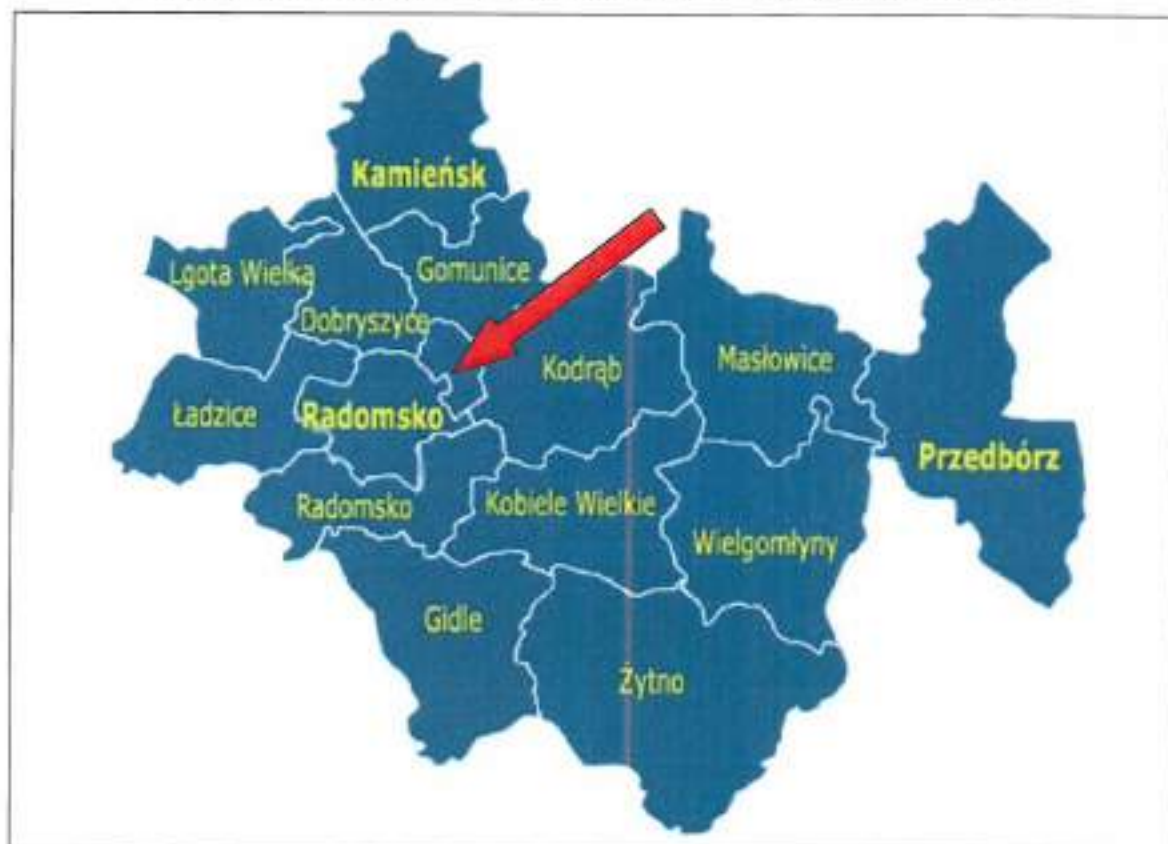 Kamieńsk
Lgota Wielka
Gomunice
Dobryszyce
Kodrąb
Masłowice
Ładzice
Radomsko
Przedbórz
Radomsko
Kobiele Wielkie
Wielgomłyny
Gidle
Żytno